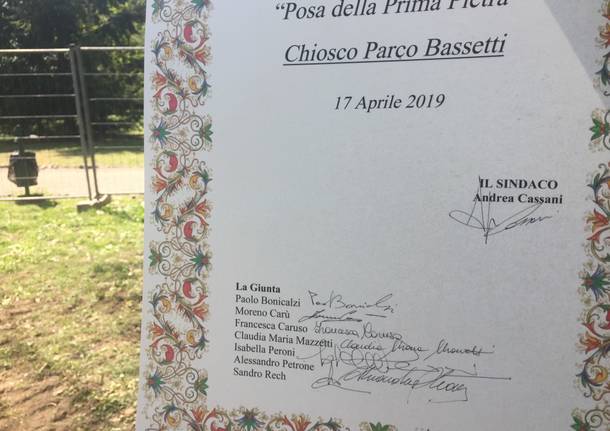 “Posa della Prima Pietra
Chiosco Parco Bassetti
17 Aprile 2019
IL SINDACO
Andrea Cassani
La Giunta
Paolo Bonicalzi
Moreno Carù
Francesca Caruso
Claudia Maria Mazzetti
Isabella Peroni
Alessandro Petrone
Sandro Rech